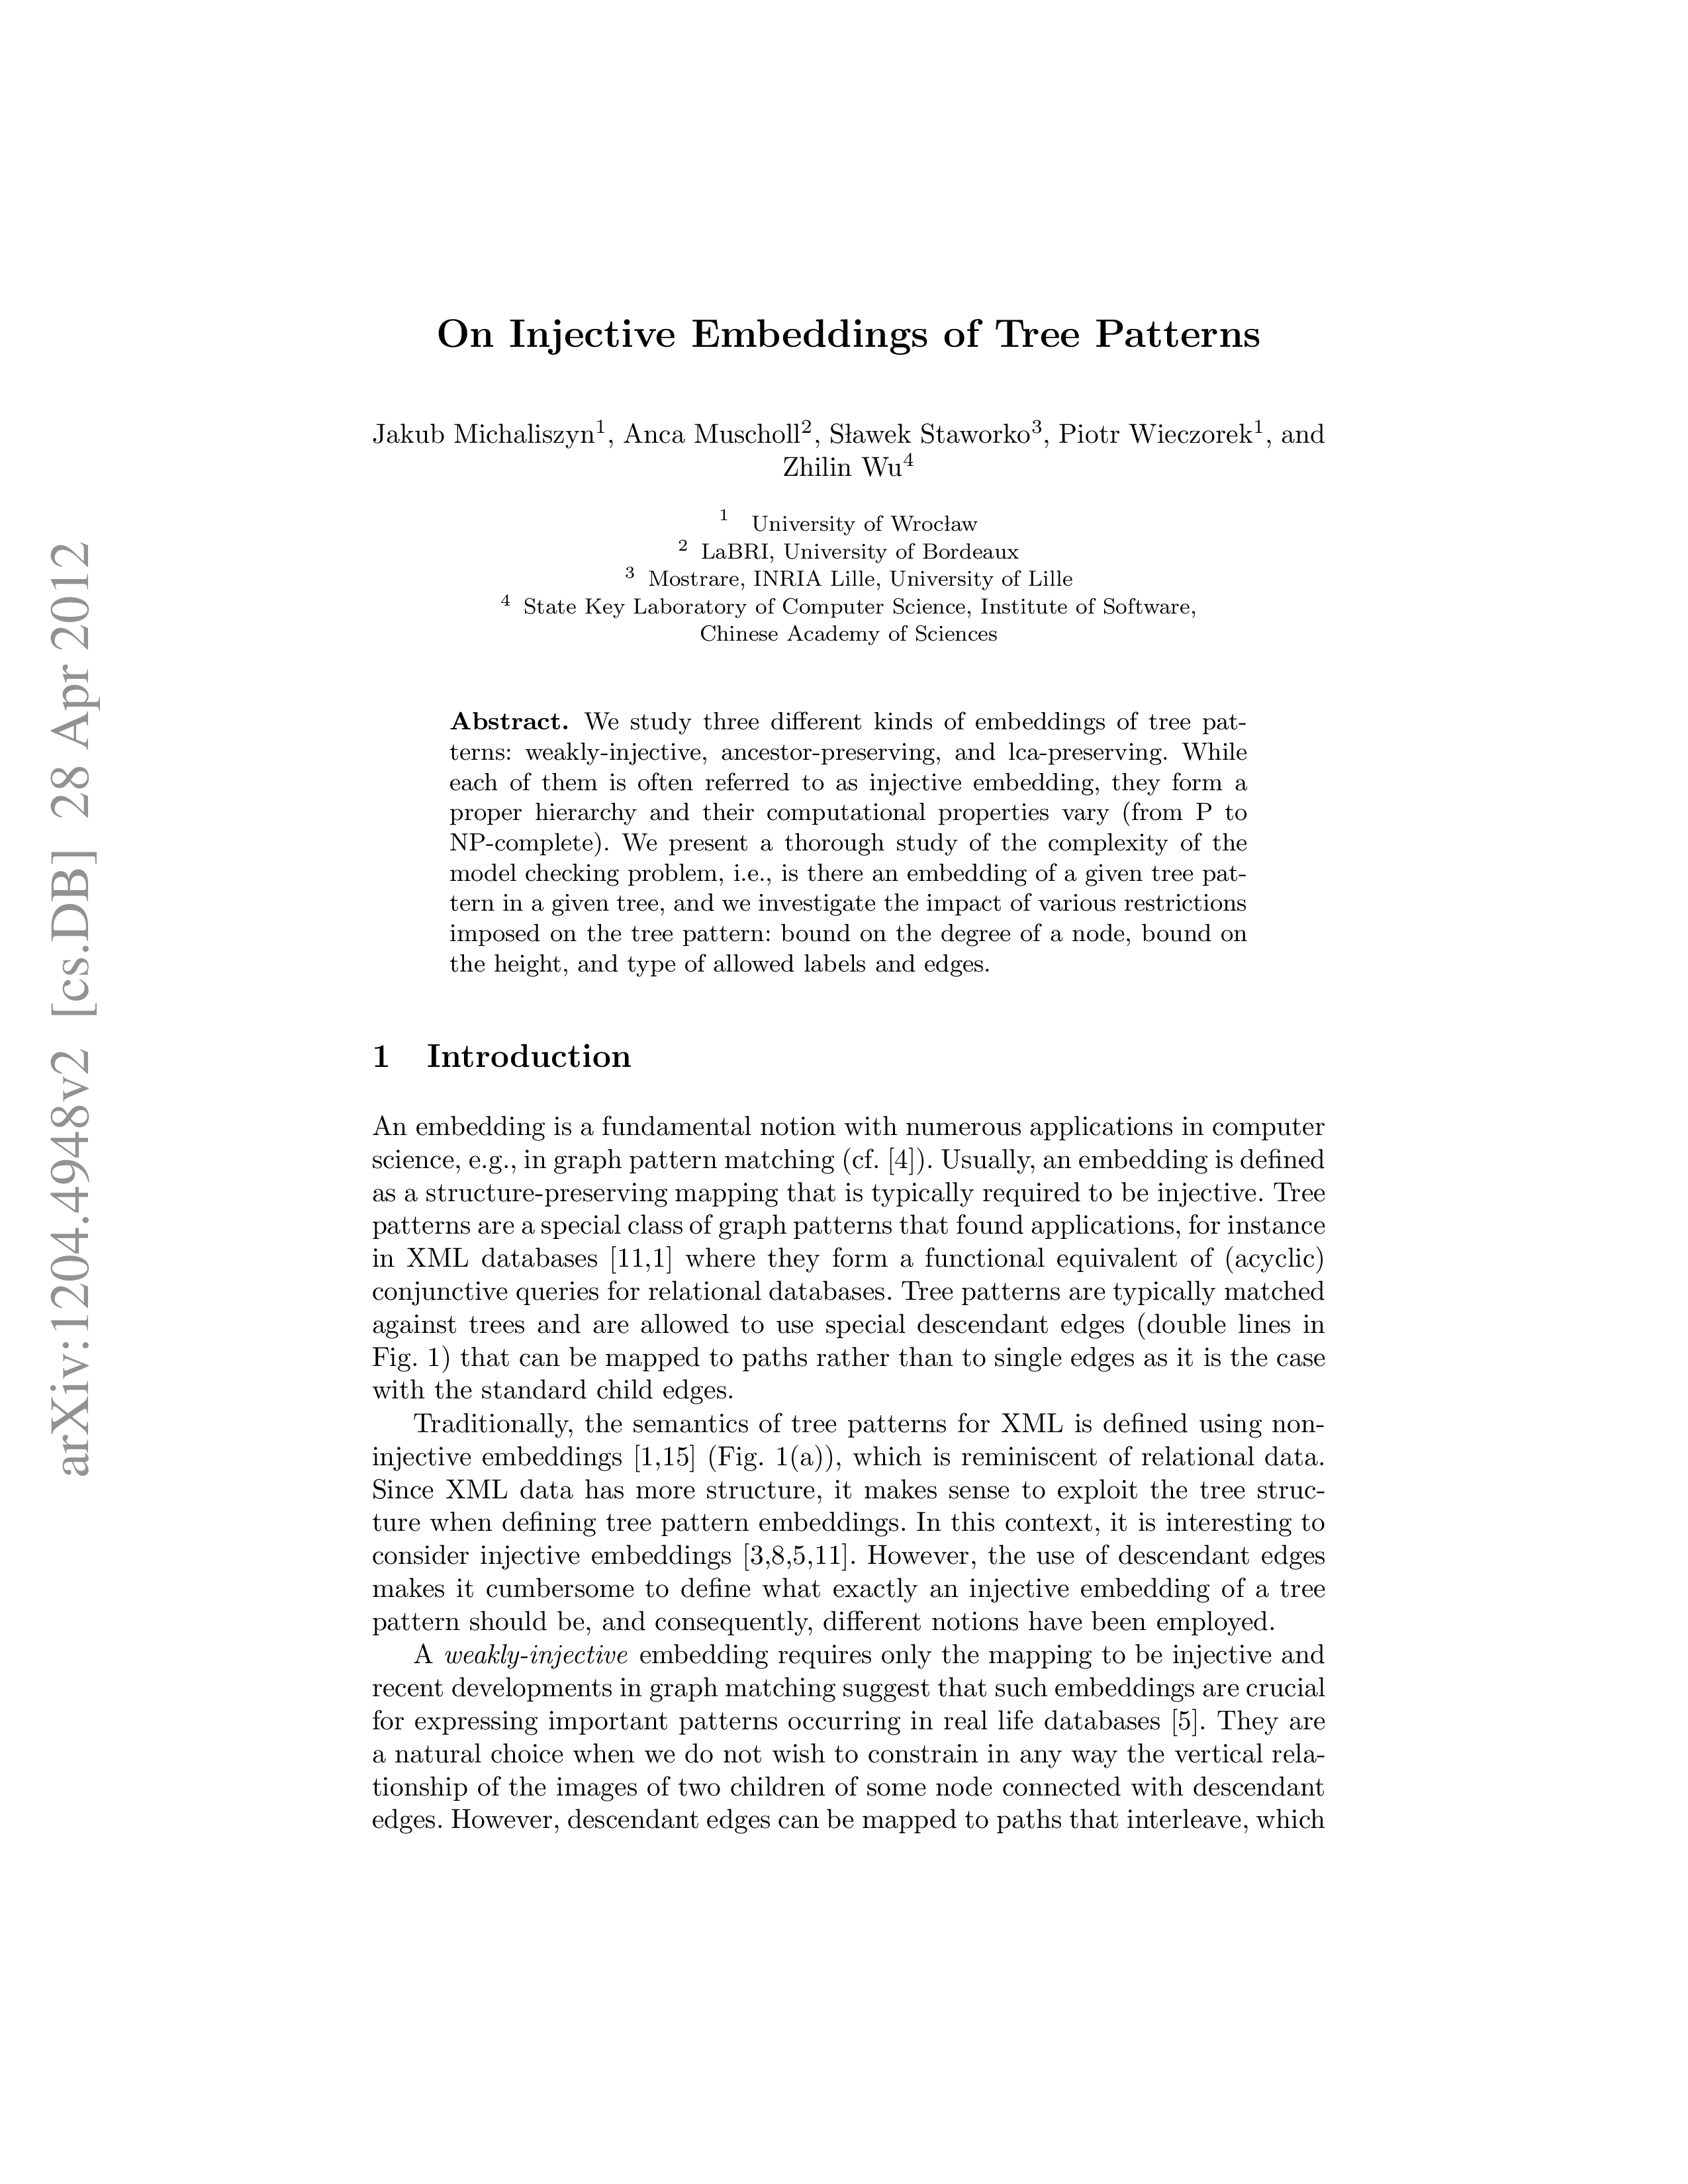 arXiv:1204.4948v2 [cs.DB] 28 Apr 2012
On Injective Embeddings of Tree Patterns
Jakub Michaliszyn1, Anca Muscholl2, Sławek Staworko3, Piotr Wieczorek1, and
Zhilin Wu4
1 University of Wrocław
2 LaBRI, University of Bordeaux
3 Mostrare, INRIA Lille, University of Lille
4 State Key Laboratory of Computer Science, Institute of Software,
Chinese Academy of Sciences
Abstract. We study three different kinds of embeddings of tree pat-
terns: weakly-injective, ancestor-preserving, and lca-preserving. While
each of them is often referred to as injective embedding, they form a
proper hierarchy and their computational properties vary (from P to
NP-complete). We present a thorough study of the complexity of the
model checking problem, i.e., is there an embedding of a given tree pat-
tern in a given tree, and we investigate the impact of various restrictions
imposed on the tree pattern: bound on the degree of a node, bound on
the height, and type of allowed labels and edges.
1 Introduction
An embedding is a fundamental notion with numerous applications in computer
science, e.g., in graph pattern matching (cf. [4]). Usually, an embedding is defined
as a structure-preserving mapping that is typically required to be injective. Tree
patterns are a special class of graph patterns that found applications, for instance
in XML databases [11,1] where they form a functional equivalent of (acyclic)
conjunctive queries for relational databases. Tree patterns are typically matched
against trees and are allowed to use special descendant edges (double lines in
Fig. 1) that can be mapped to paths rather than to single edges as it is the case
with the standard child edges.
Traditionally, the semantics of tree patterns for XML is defined using non-
injective embeddings [1,15] (Fig. 1(a)), which is reminiscent of relational data.
Since XML data has more structure, it makes sense to exploit the tree struc-
ture when defining tree pattern embeddings. In this context, it is interesting to
consider injective embeddings [3,8,5,11]. However, the use of descendant edges
makes it cumbersome to define what exactly an injective embedding of a tree
pattern should be, and consequently, different notions have been employed.
A weakly-injective embedding requires only the mapping to be injective and
recent developments in graph matching suggest that such embeddings are crucial
for expressing important patterns occurring in real life databases [5]. They are
a natural choice when we do not wish to constrain in any way the vertical rela-
tionship of the images of two children of some node connected with descendant
edges. However, descendant edges can be mapped to paths that interleave, which